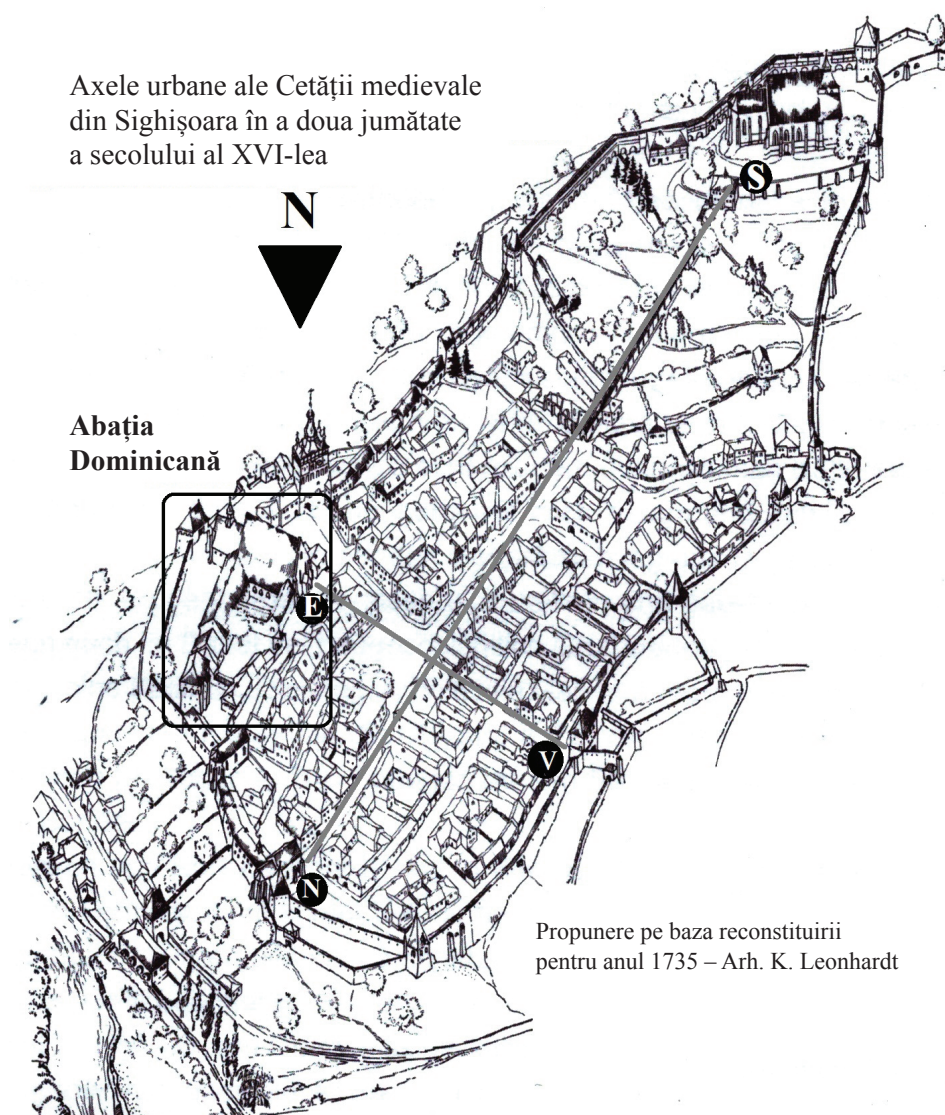 Axele urbane ale Cetății medievale
din Sighișoara în a doua jumătate
a secolului al XVI-lea
N
S
Abația
Dominicană
E
V
N
Propunere pe baza reconstituirii
pentru anul 1735 – Arh. K. Leonhardt